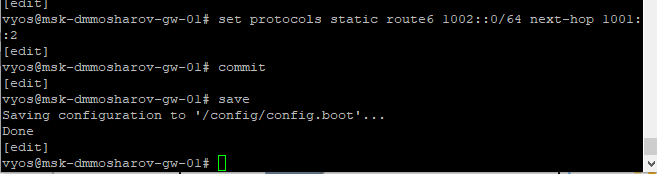 [edit]
vyos@msk-dmmosharov-gw-01# set protocols static route6 1002::0/64 next-hop 1001:
:2
[edit]
vyos@msk-dmmosharov-gw-01# commit
[edit]
vyos@msk-dmmosharov-gw-01# save
Saving configuration to '/config/config.boot'...
Done
[edit]
vyos@msk-dmmosharov-gw-01#